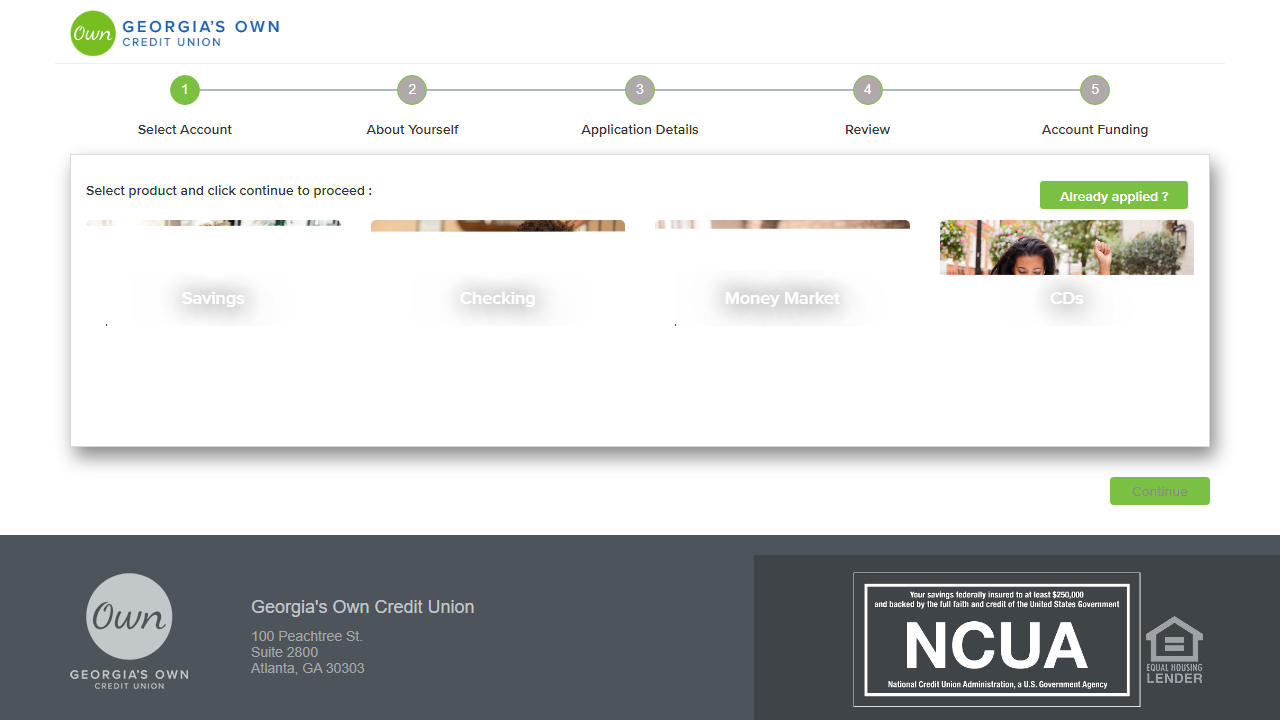 Own GEORGIA'S OWN
CREDIT UNION
1 2 3 4 5
Select Account About Yourself Application Details Review Account Funding
Select product and click continue to proceed :
Already applied ?
Savings Checking Money Market CDs
Continue
Own
GEORGIA'S OWN
CREDIT UNION
Georgia's Own Credit Union
100 Peachtree St.
Suite 2800
Atlanta, GA 30303
Your savings federally insured to at least $250,000
and backed by the full faith and credit of the United States Government
NCUA
National Credit Union Administration, a U.S. Government Agency
EQUAL HOUSING
LENDER